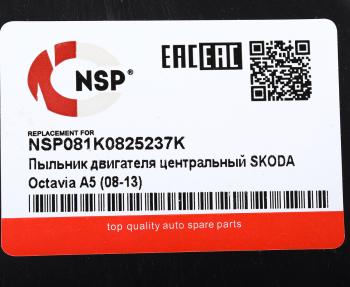 NSP®
EAC EAC
REPLACEMENT FOR
NSP081K0825237K
Пыльник двигателя центральный SKODA
Octavia A5 (08-13)
top quality auto spare parts